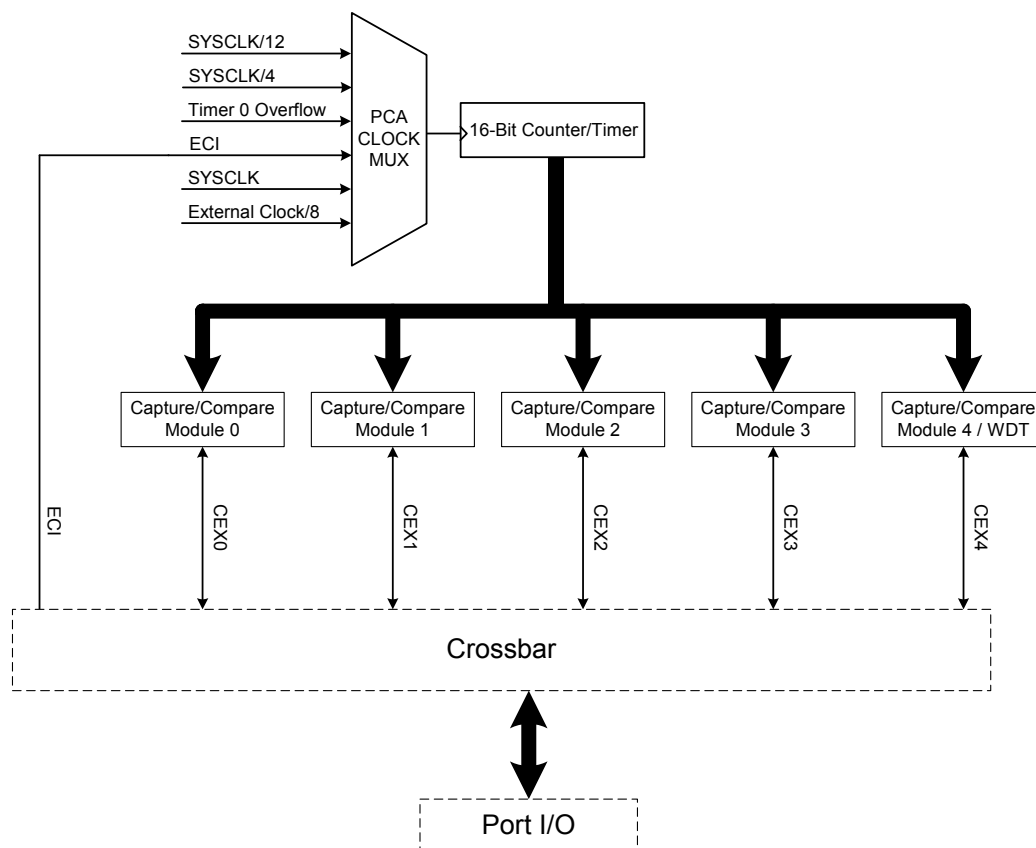 SYSCLK/12
SYSCLK/4
Timer 0 Overflow
ECI
SYSCLK
External Clock/8
PCA
CLOCK
MUX
16-Bit Counter/Timer
Capture/Compare
Module 0
Capture/Compare
Module 1
Capture/Compare
Module 2
Capture/Compare
Module 3
Capture/Compare
Module 4 / WDT
ECI
CEX0
CEX1
CEX2
CEX3
CEX4
Crossbar
Port I/O